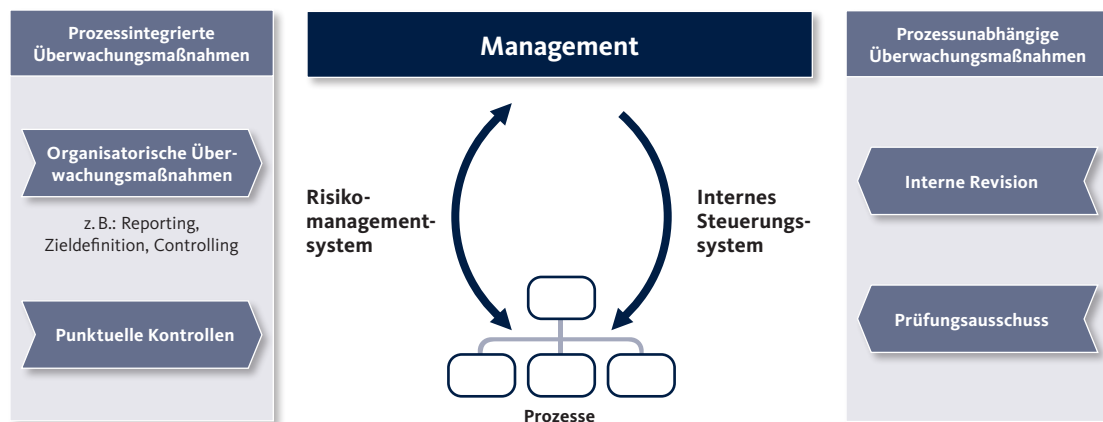 Prozessintegrierte
Überwachungsmaßnahmen
Organisatorische Über-
wachungsmaßnahmen
z. B.: Reporting,
Zieldefinition, Controlling
Punktuelle Kontrollen
Management
Risiko-
management-
system
Internes
Steuerungs-
system
Prozesse
Prozessunabhängige
Überwachungsmaßnahmen
Interne Revision
Prüfungsausschuss